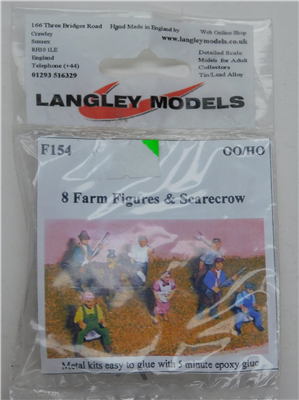 166 Three Bridges Road
Crawley
Sussex
RH10 1LE
England
Telephone (+44)
01293 516329
Hand Made in England by
Web Online Shop
www.langleymodels.co.uk
Detailed Scale
Models for Adult
Collectors
Tin/Lead Alloy
LANGLEY MODELS
F154
OO/HO
8 Farm Figures & Scarecrow
Metal kits easy to glue with 5 minute epoxy glue